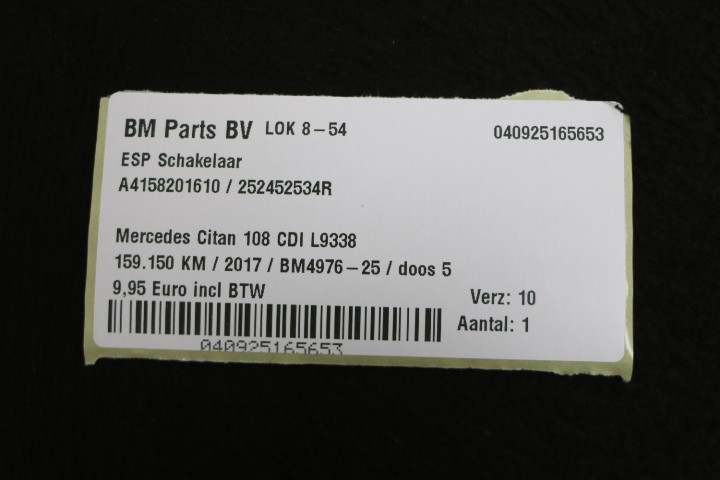 BM Parts BV LOK 8-54 040925165653
ESP Schakelaar
A4158201610 / 252452534R
Mercedes Citan 108 CDI L9338
159.150 KM / 2017 / BM4976-25 / doos 5
9,95 Euro incl BTW
Verz: 10
Aantal: 1
040925165653